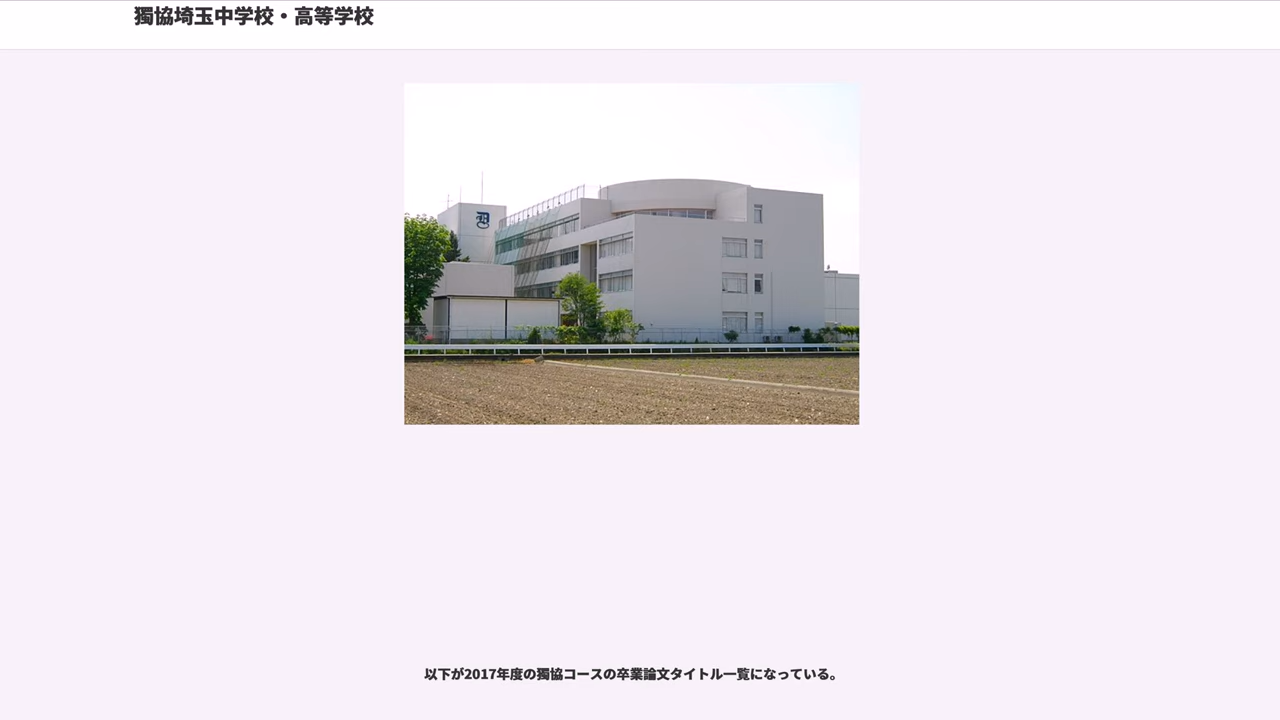 獨協埼玉中学校・高等学校
以下が2017年度の獨協コースの卒業論文タイトル一覧になっている。